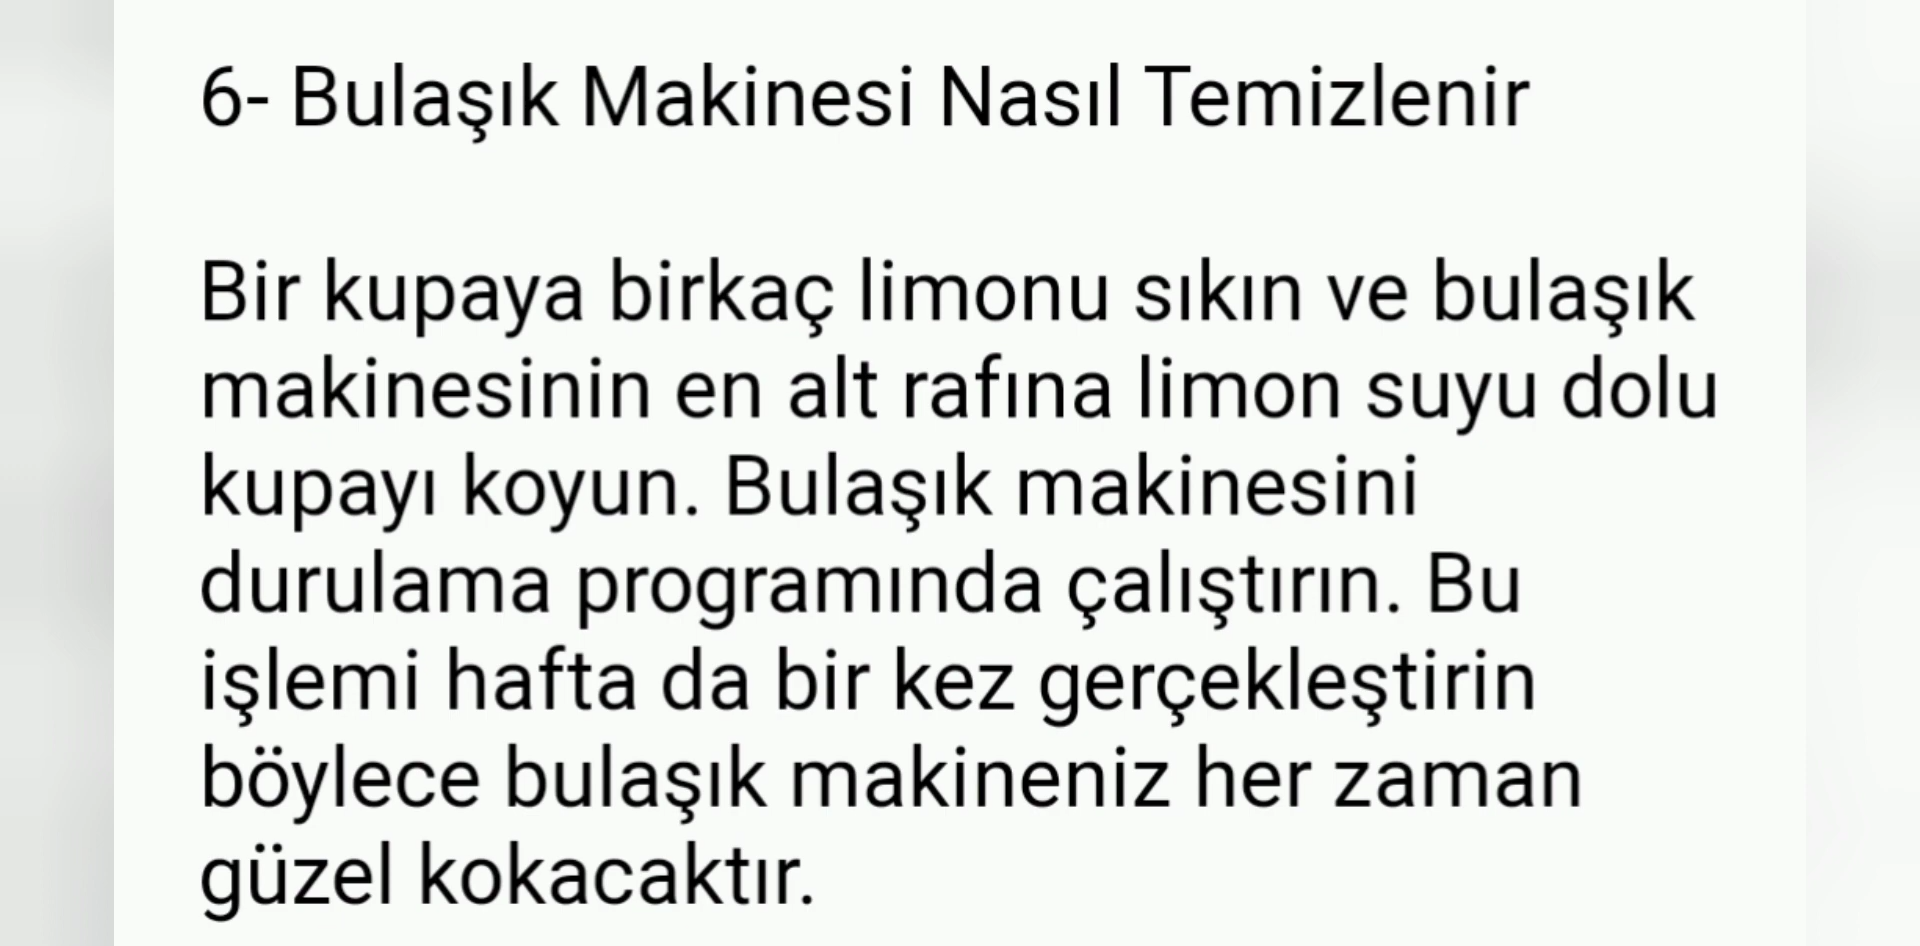 6- Bulaşık Makinesi Nasıl Temizlenir
Bir kupaya birkaç limonu sıkın ve bulaşık
makinesinin en alt rafına limon suyu dolu
kupayı koyun. Bulaşık makinesini
durulama programında çalıştırın. Bu
işlemi hafta da bir kez gerçekleştirin
böylece bulaşık makineniz her zaman
güzel kokacaktır.